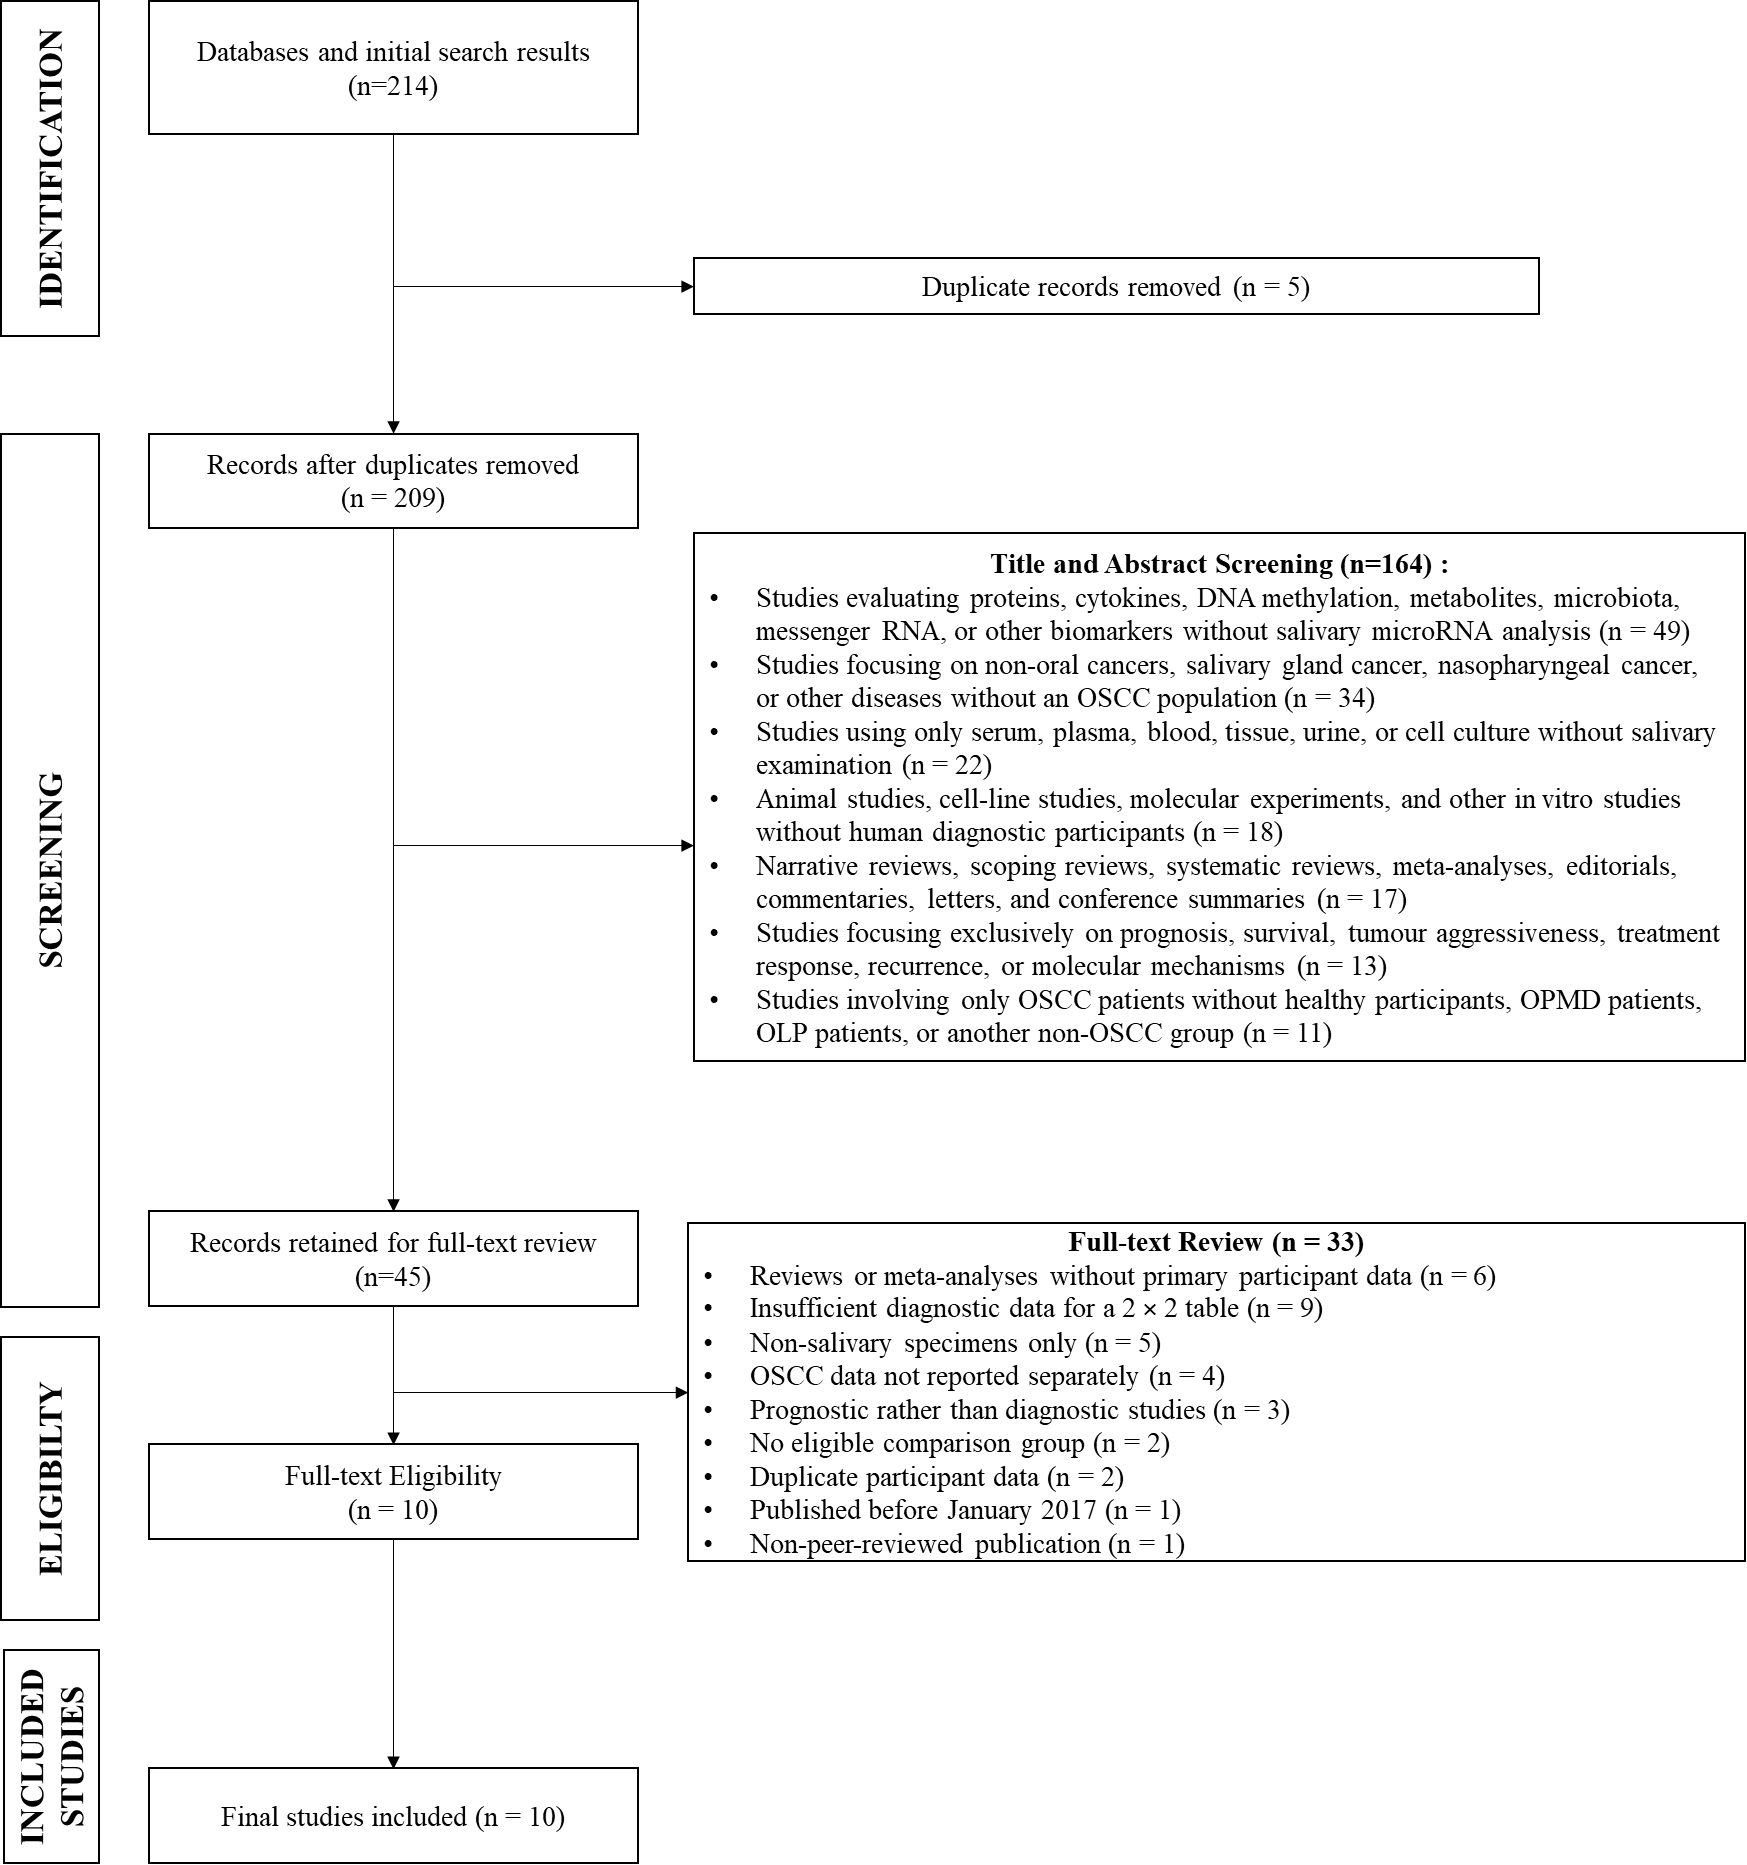 IDENTIFICATION
Databases and initial search results
(n=214)
Duplicate records removed (n = 5)
SCREENING
Records after duplicates removed
(n = 209)
Title and Abstract Screening (n=164) :
• Studies evaluating proteins, cytokines, DNA methylation, metabolites, microbiota,
messenger RNA, or other biomarkers without salivary microRNA analysis (n = 49)
• Studies focusing on non-oral cancers, salivary gland cancer, nasopharyngeal cancer,
or other diseases without an OSCC population (n = 34)
• Studies using only serum, plasma, blood, tissue, urine, or cell culture without salivary
examination (n = 22)
• Animal studies, cell-line studies, molecular experiments, and other in vitro studies
without human diagnostic participants (n = 18)
• Narrative reviews, scoping reviews, systematic reviews, meta-analyses, editorials,
commentaries, letters, and conference summaries (n = 17)
• Studies focusing exclusively on prognosis, survival, tumour aggressiveness, treatment
response, recurrence, or molecular mechanisms (n = 13)
• Studies involving only OSCC patients without healthy participants, OPMD patients,
OLP patients, or another non-OSCC group (n = 11)
Records retained for full-text review
(n=45)
Full-text Review (n = 33)
• Reviews or meta-analyses without primary participant data (n = 6)
• Insufficient diagnostic data for a 2 × 2 table (n = 9)
• Non-salivary specimens only (n = 5)
• OSCC data not reported separately (n = 4)
• Prognostic rather than diagnostic studies (n = 3)
• No eligible comparison group (n = 2)
• Duplicate participant data (n = 2)
• Published before January 2017 (n = 1)
• Non-peer-reviewed publication (n = 1)
ELIGIBILTY
Full-text Eligibility
(n = 10)
INCLUDED
STUDIES
Final studies included (n = 10)